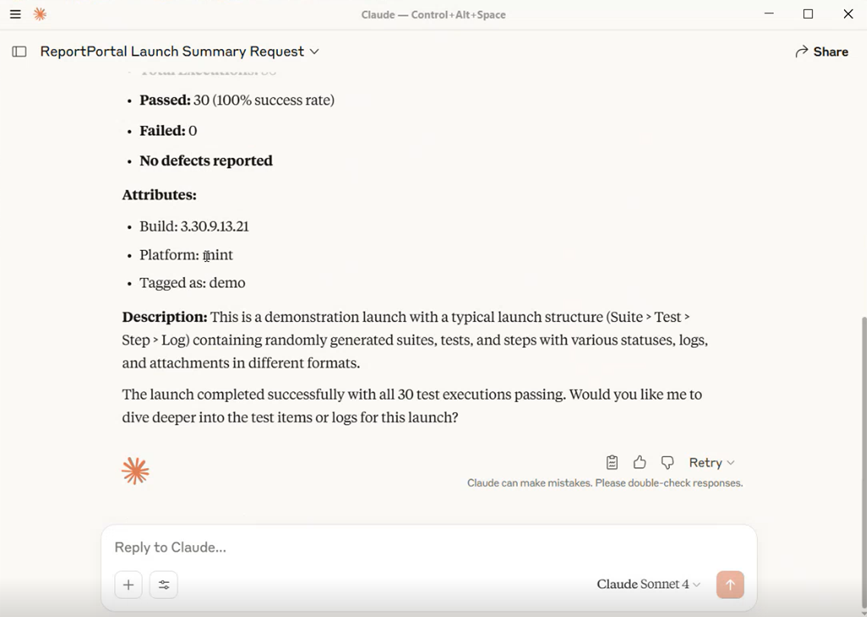 Claude — Control+Alt+Space
ReportPortal Launch Summary Request
Share
• Passed: 30 (100% success rate)
• Failed: 0
• No defects reported
Attributes:
• Build: 3.30.9.13.21
• Platform: mint
• Tagged as: demo
Description: This is a demonstration launch with a typical launch structure (Suite > Test >
Step > Log) containing randomly generated suites, tests, and steps with various statuses, logs,
and attachments in different formats.
The launch completed successfully with all 30 test executions passing. Would you like me to
dive deeper into the test items or logs for this launch?
Retry
Claude can make mistakes. Please double-check responses.
Reply to Claude...
Claude Sonnet 4